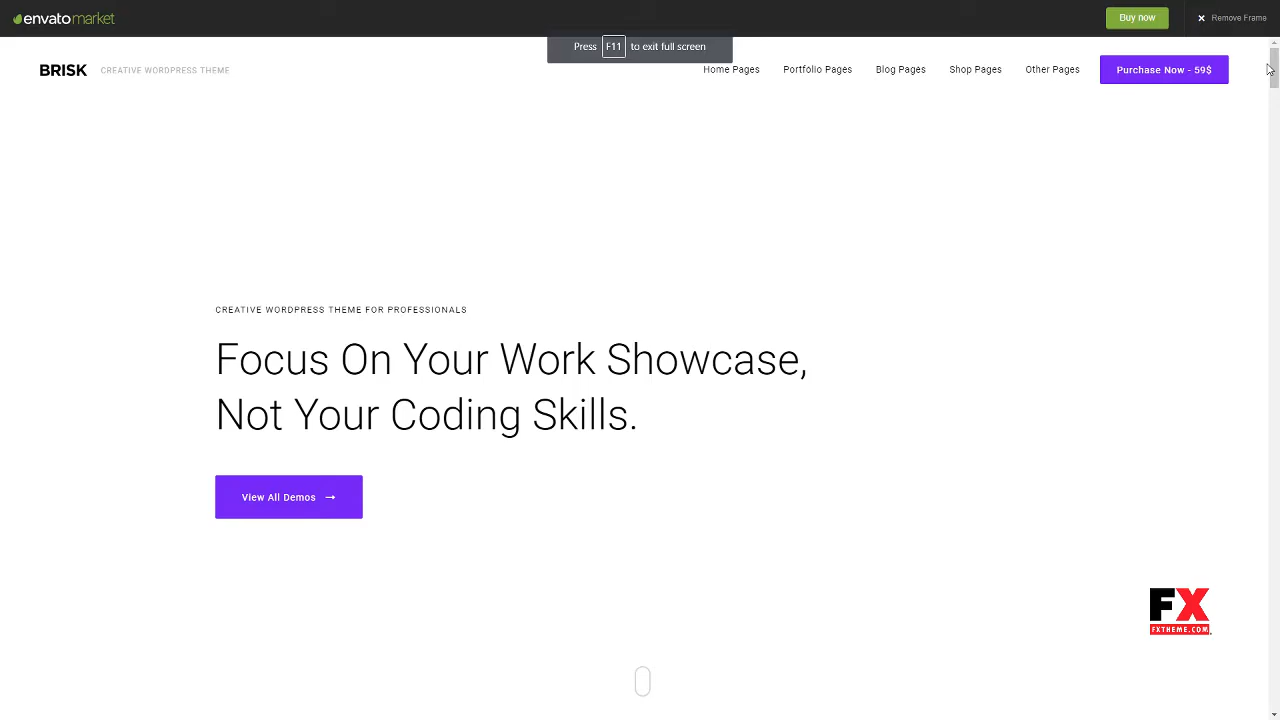 envato market
Buy now
Remove Frame
Press F11 to exit full screen
BRISK
CREATIVE WORDPRESS THEME
Home Pages
Portfolio Pages
Blog Pages
Shop Pages
Other Pages
Purchase Now - 59$
CREATIVE WORDPRESS THEME FOR PROFESSIONALS
Focus On Your Work Showcase,
Not Your Coding Skills.
View All Demos →
FX
FXTHEME.COM